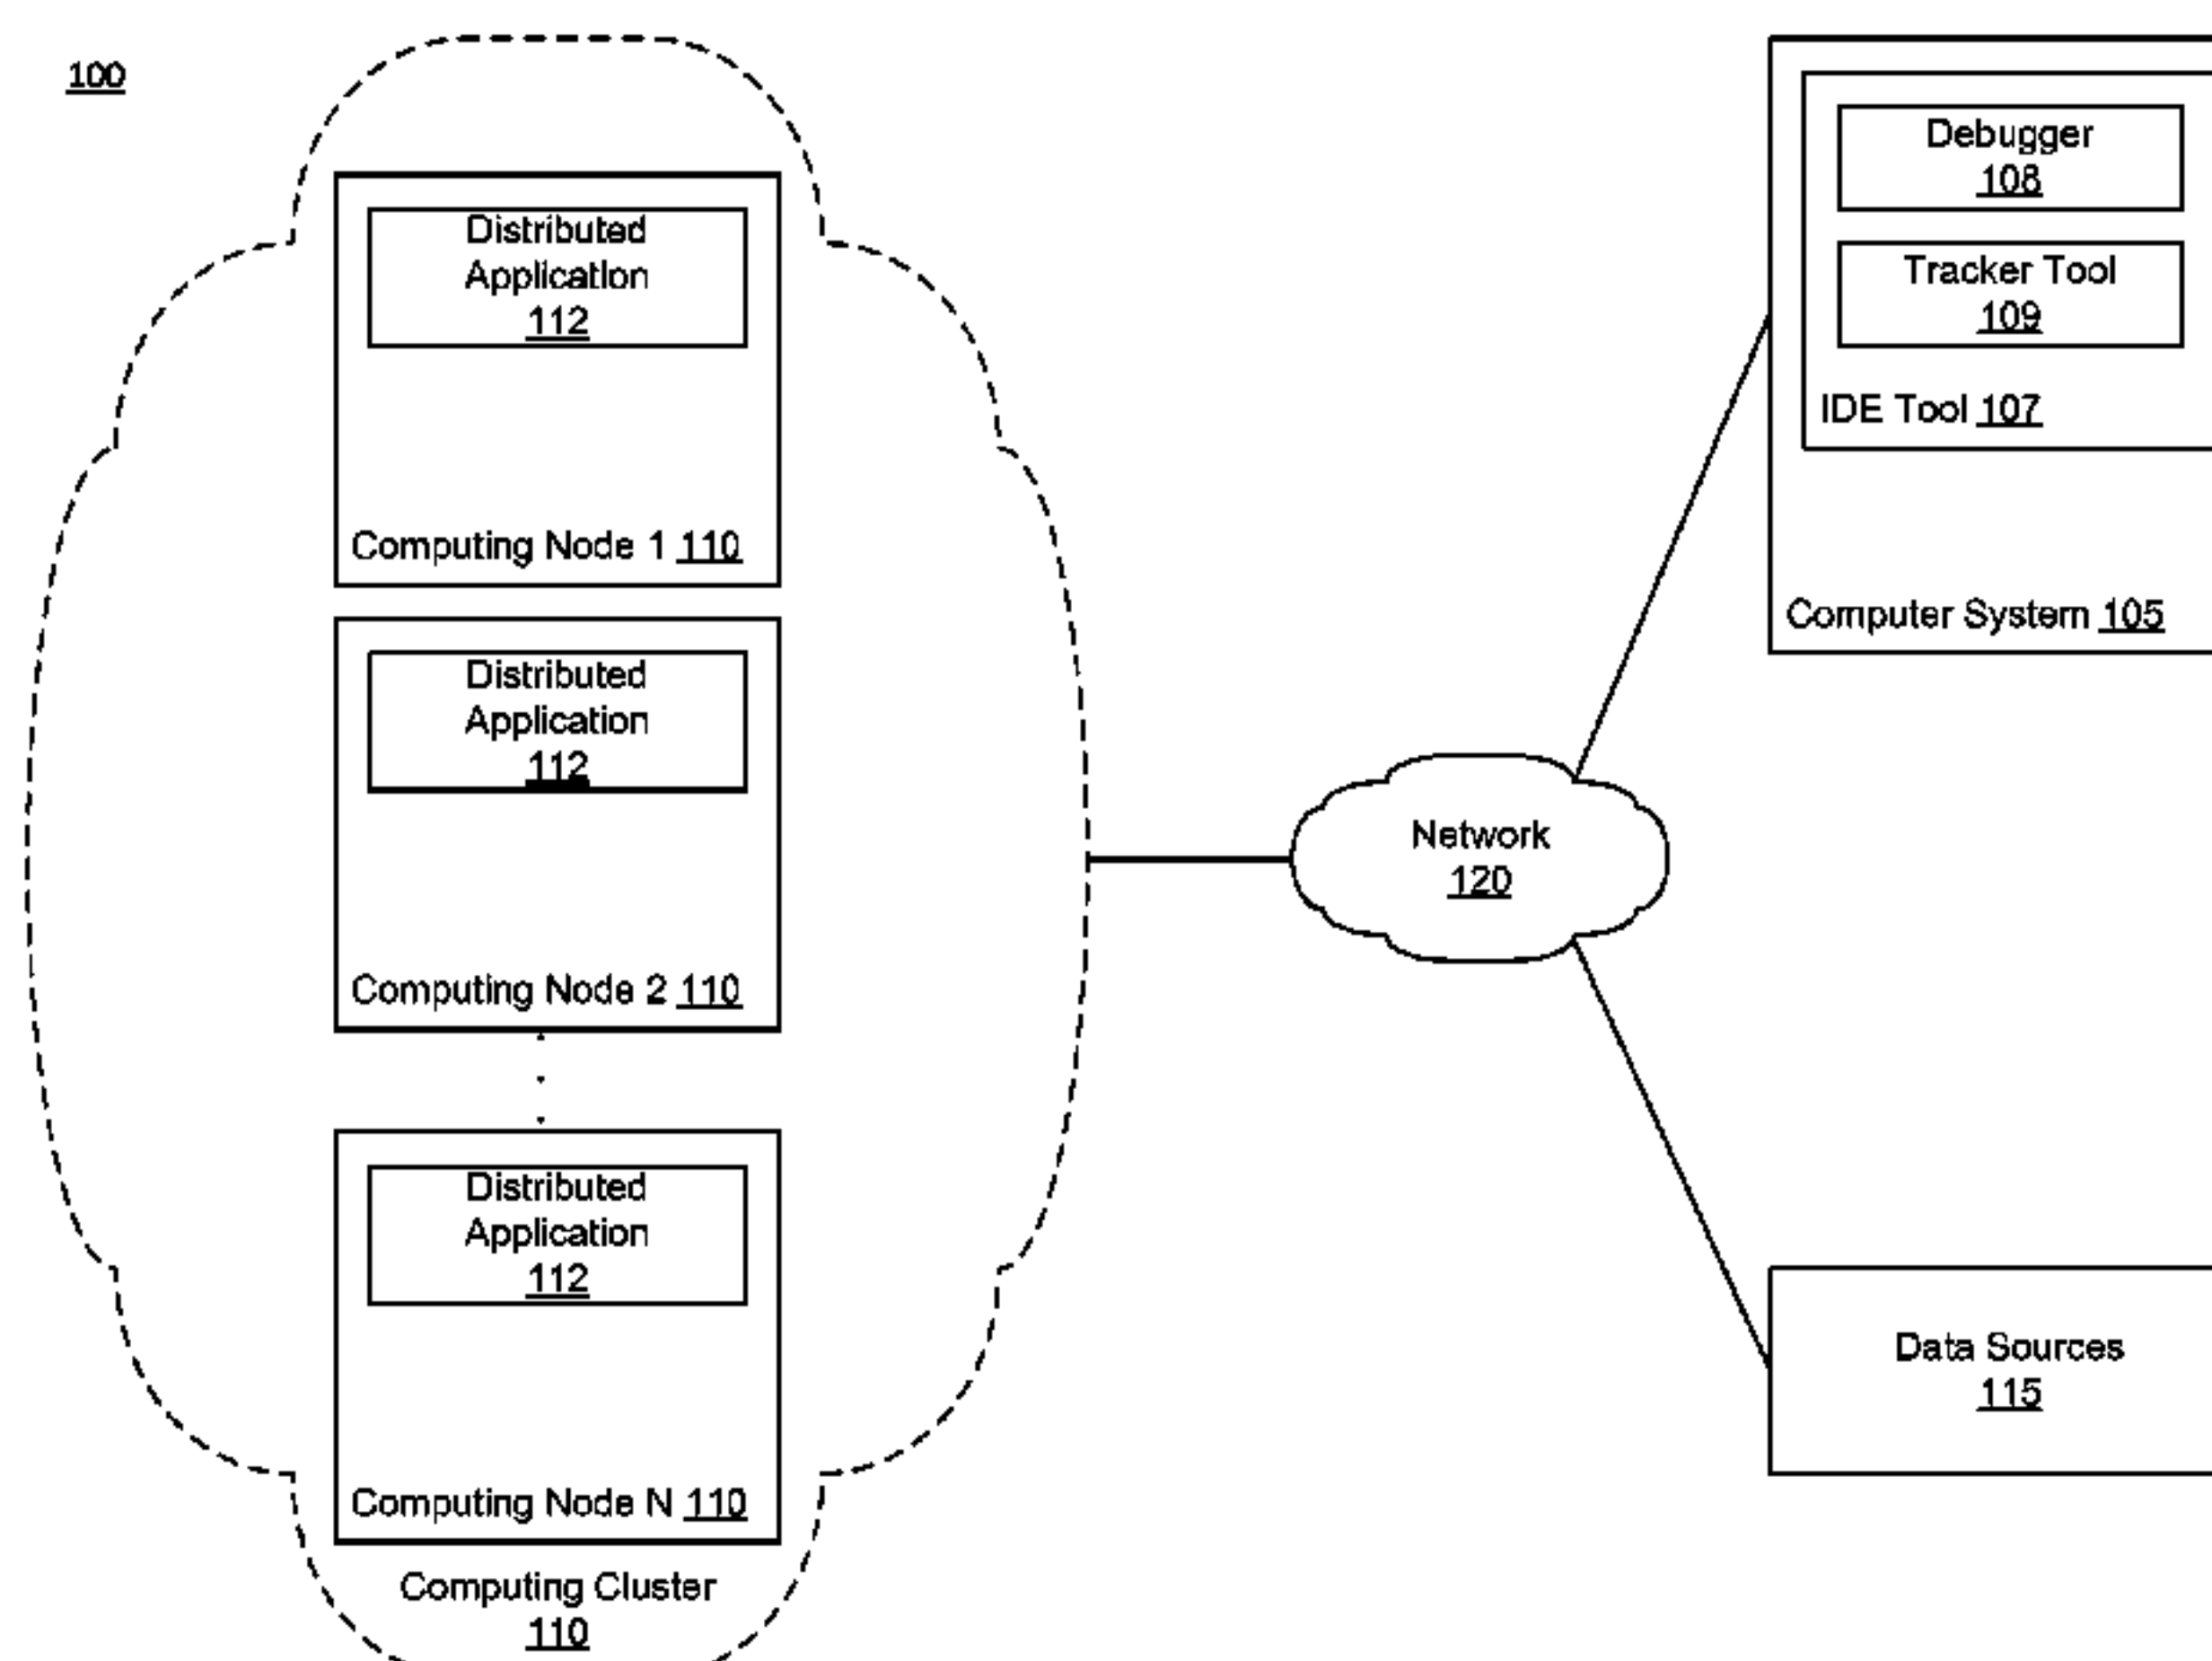 100
Distributed
Application
112
Computing Node 1 110
Distributed
Application
112
Computing Node 2 110
Distributed
Application
112
Computing Node N 110
Computing Cluster
110
Network
120
Debugger
108
Tracker Tool
109
IDE Tool 107
Computer System 105
Data Sources
115